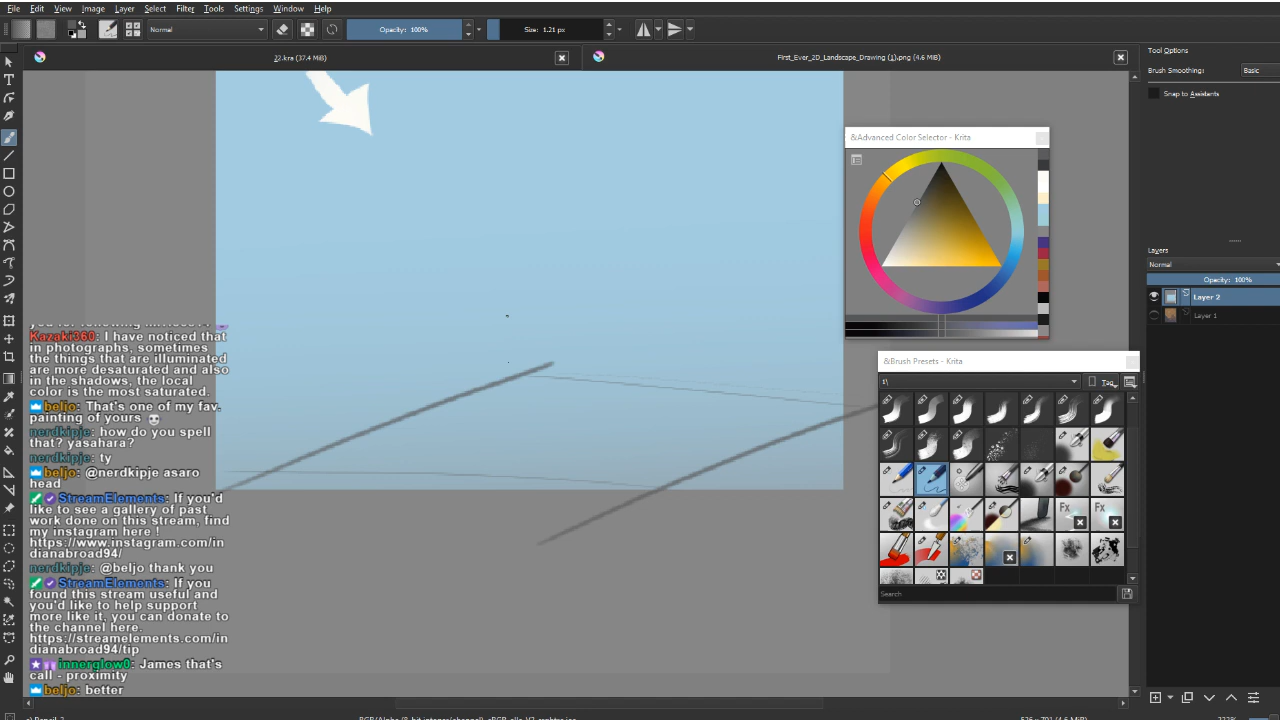 File Edit View Image Layer Select Filter Tools Settings Window Help
Normal
Opacity: 100%
Size: 1.21 px
22.kra (37.4 MiB)
First_Ever_2D_Landscape_Drawing (1).png (4.6 MiB)
Tool Options
Brush Smoothing:
Basic
Snap to Assistants
&Advanced Color Selector - Krita
Layers
Normal
Opacity: 100%
Layer 2
Layer 1
&Brush Presets - Krita
Tag
Fx
Fx
Search
Kazaki360: I have noticed that
in photographs, sometimes
the things that are illuminated
are more desaturated and also
in the shadows, the local
color is the most saturated.
beljo: That's one of my fav.
painting of yours
nerdkipje: how do you spell
that? yasahara?
nerdkipje: ty
beljo: @nerdkipje asaro
head
StreamElements: If you'd
like to see a gallery of past
work done on this stream, find
my instagram here !
https://www.instagram.com/in
dianabroad94/
nerdkipje: @beljo thank you
StreamElements: If you
found this stream useful and
you'd like to help support
more like it, you can donate to
the channel here.
https://streamelements.com/in
dianabroad94/tip
innerglow0: James that's
call - proximity
beljo: better